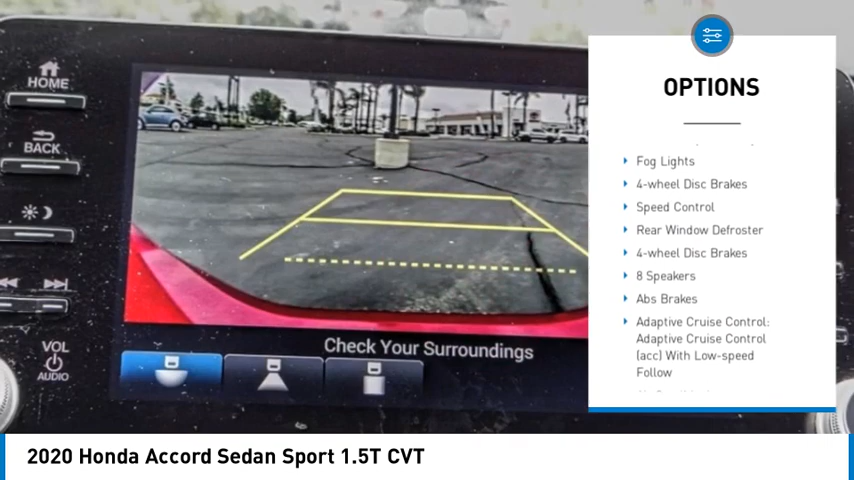 HOME
BACK
VOL
AUDIO
Check Your Surroundings
OPTIONS
Fog Lights
4-wheel Disc Brakes
Speed Control
Rear Window Defroster
4-wheel Disc Brakes
8 Speakers
Abs Brakes
Adaptive Cruise Control:
Adaptive Cruise Control
(acc) With Low-speed
Follow
2020 Honda Accord Sedan Sport 1.5T CVT